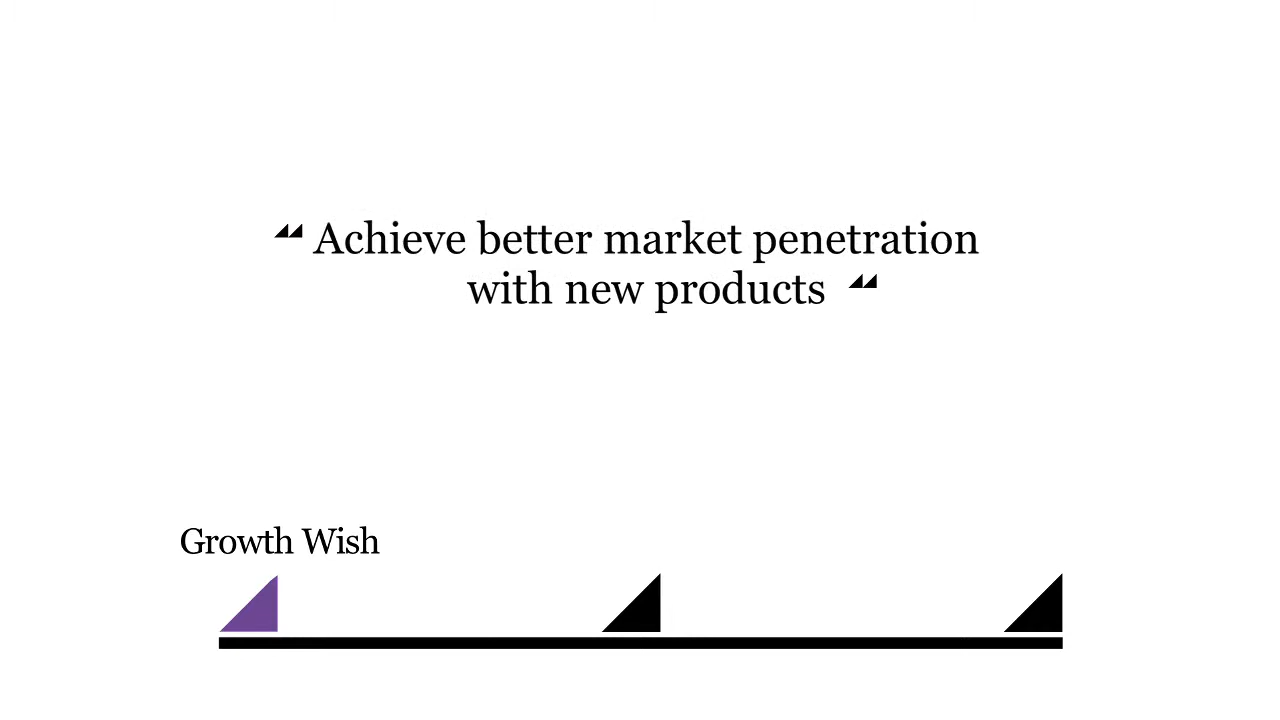 Achieve better market penetration
with new products
Growth Wish